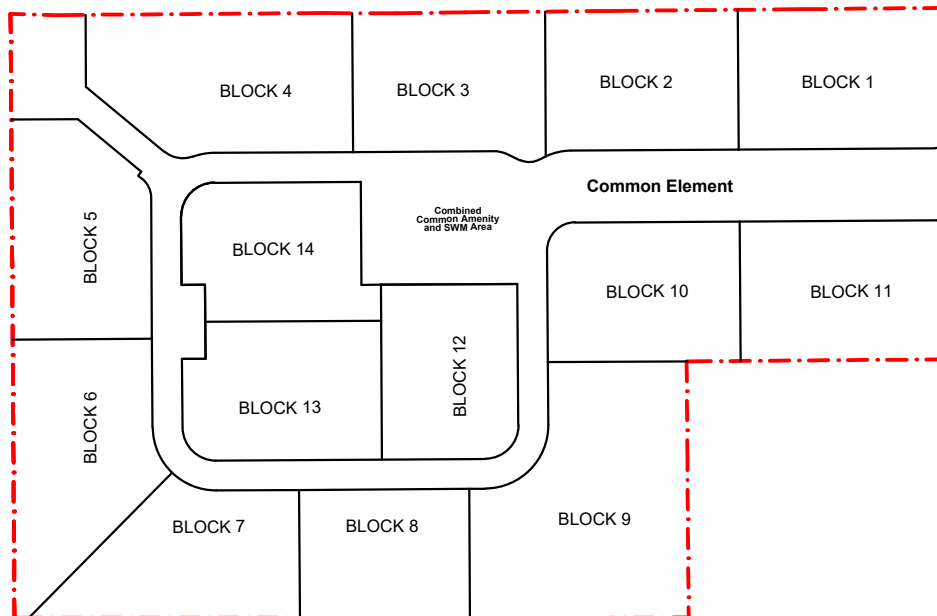 BLOCK 4
BLOCK 3
BLOCK 2
BLOCK 1
Common Element
Combined
Common Amenity
and SWM Area
BLOCK 5
BLOCK 14
BLOCK 10
BLOCK 11
BLOCK 12
BLOCK 6
BLOCK 13
BLOCK 7
BLOCK 8
BLOCK 9